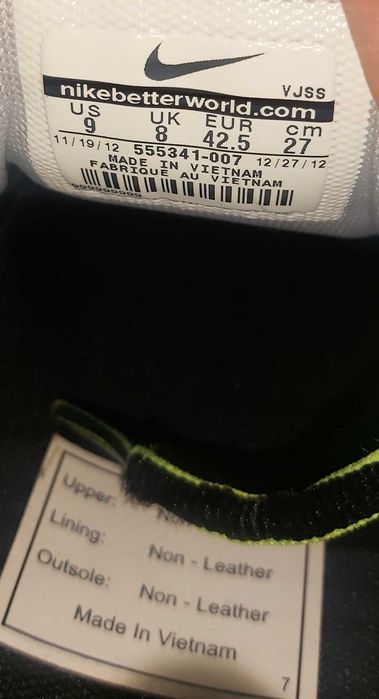 VJSS
nikebetterworld.com
US UK EUR cm
9 8 42.5 27
11/19/12 555341-007 12/27/12
MADE IN VIETNAM
FABRIQUE AU VIETNAM
Upper:
Lining: Non - Leather
Outsole: Non - Leather
Made In Vietnam
7